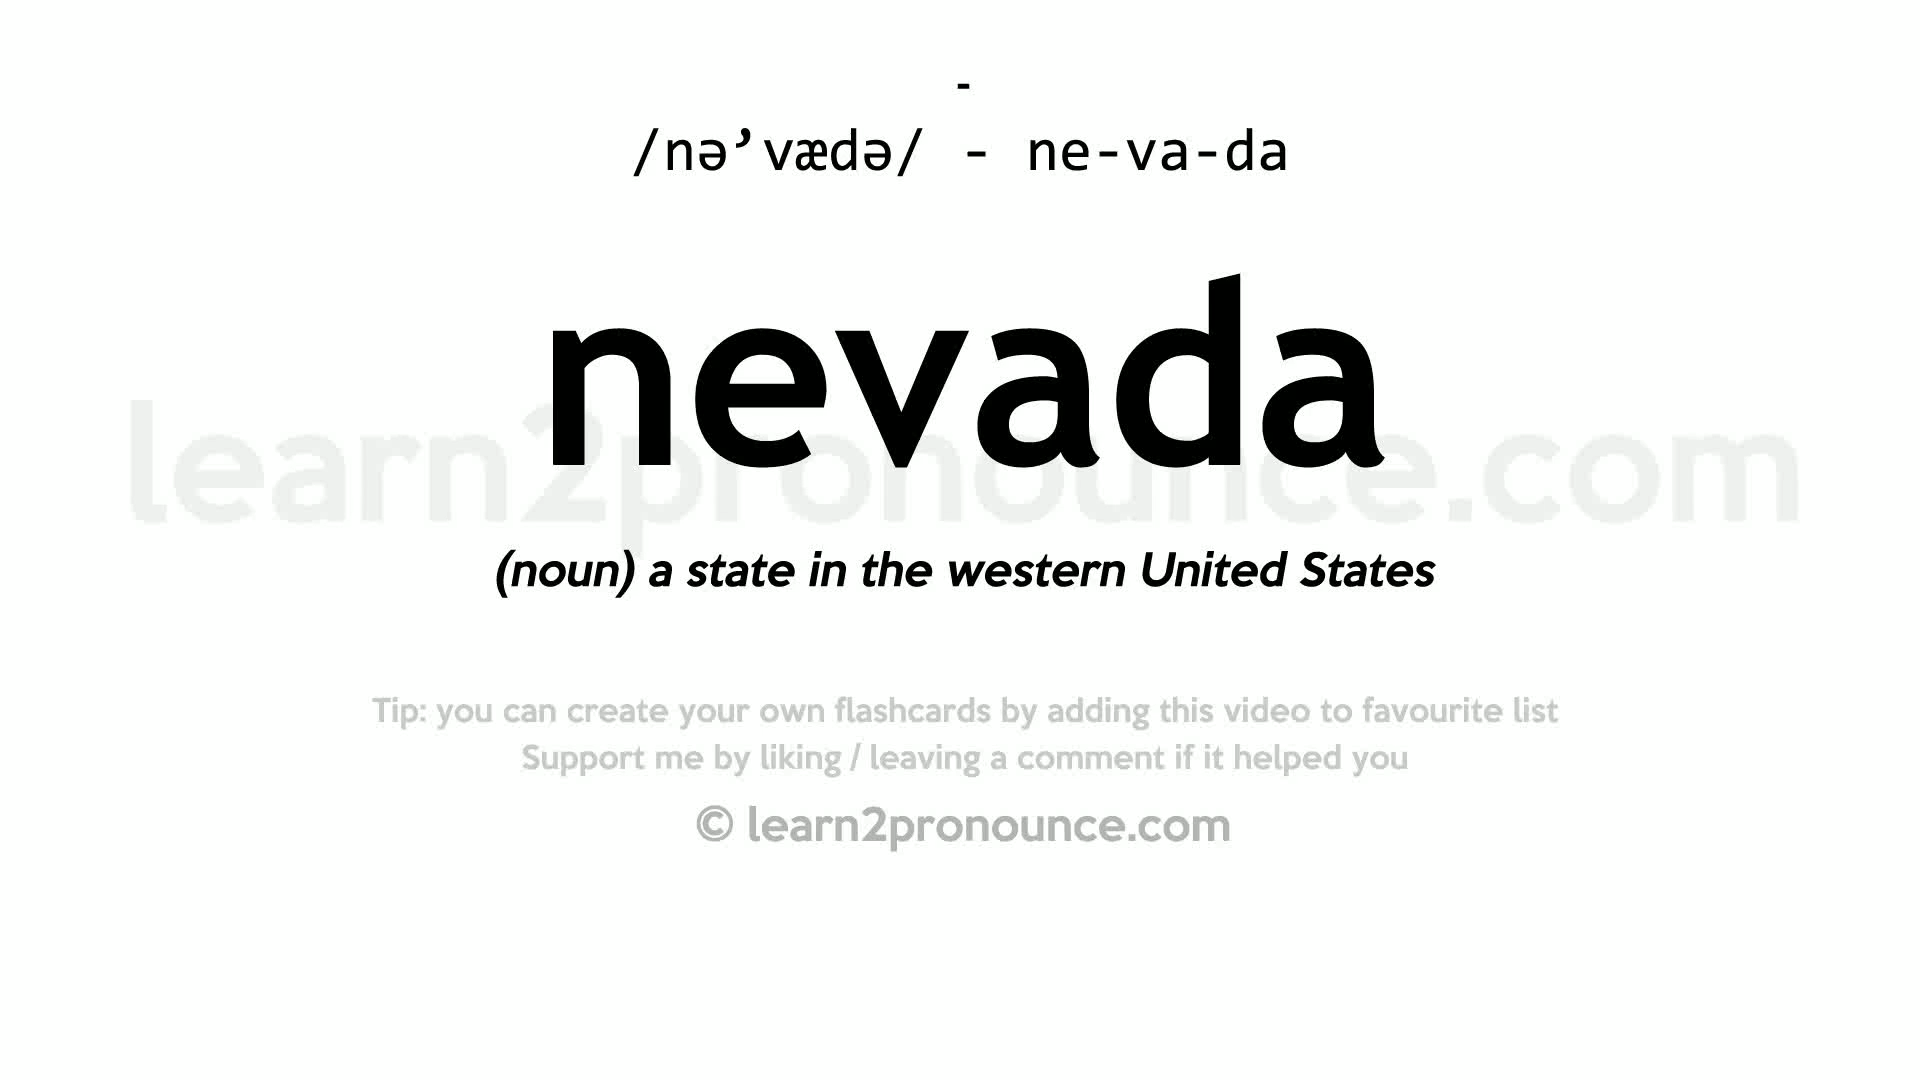 -
/nə’vædə/ - ne-va-da
nevada
learn2pronounce.com
(noun) a state in the western United States
Tip: you can create your own flashcards by adding this video to favourite list
Support me by liking / leaving a comment if it helped you
© learn2pronounce.com